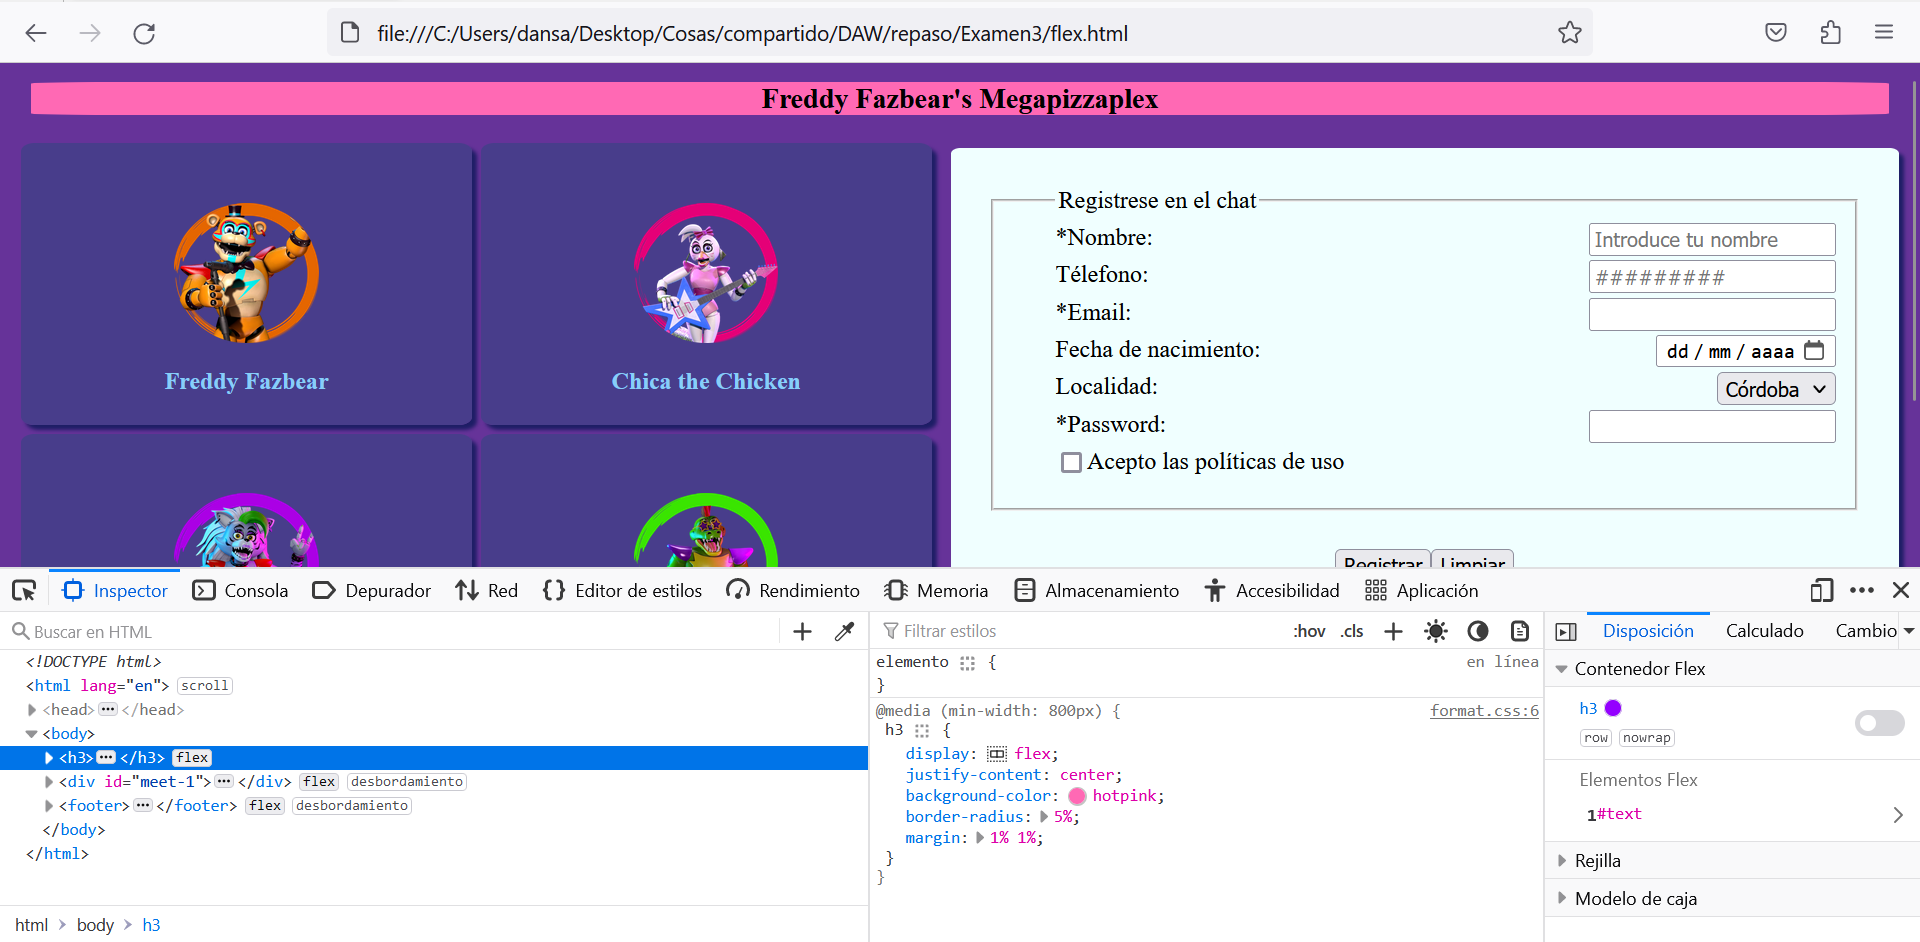 file:///C:/Users/dansa/Desktop/Cosas/compartido/DAW/repaso/Examen3/flex.html
Freddy Fazbear's Megapizzaplex
Freddy Fazbear
Chica the Chicken
Registrese en el chat
*Nombre:
Introduce tu nombre
Télefono:
#########
*Email:
Fecha de nacimiento:
dd / mm / aaaa
Localidad:
Córdoba
*Password:
Acepto las políticas de uso
Registrar
Limpiar
Inspector
Consola
Depurador
Red
Editor de estilos
Rendimiento
Memoria
Almacenamiento
Accesibilidad
Aplicación
Buscar en HTML
<!DOCTYPE html>
<html lang="en"> scroll
<head> ••• </head>
<body>
<h3> ••• </h3> flex
<div id="meet-1"> ••• </div> flex desbordamiento
<footer> ••• </footer> flex desbordamiento
</body>
</html>
html > body > h3
Filtrar estilos
:hov .cls
elemento {
en línea
}
@media (min-width: 800px) {
format.css:6
h3 {
display: flex;
justify-content: center;
background-color: hotpink;
border-radius: 5%;
margin: 1% 1%;
}
}
Disposición
Calculado
Cambio
Contenedor Flex
h3
row nowrap
Elementos Flex
1#text
Rejilla
Modelo de caja